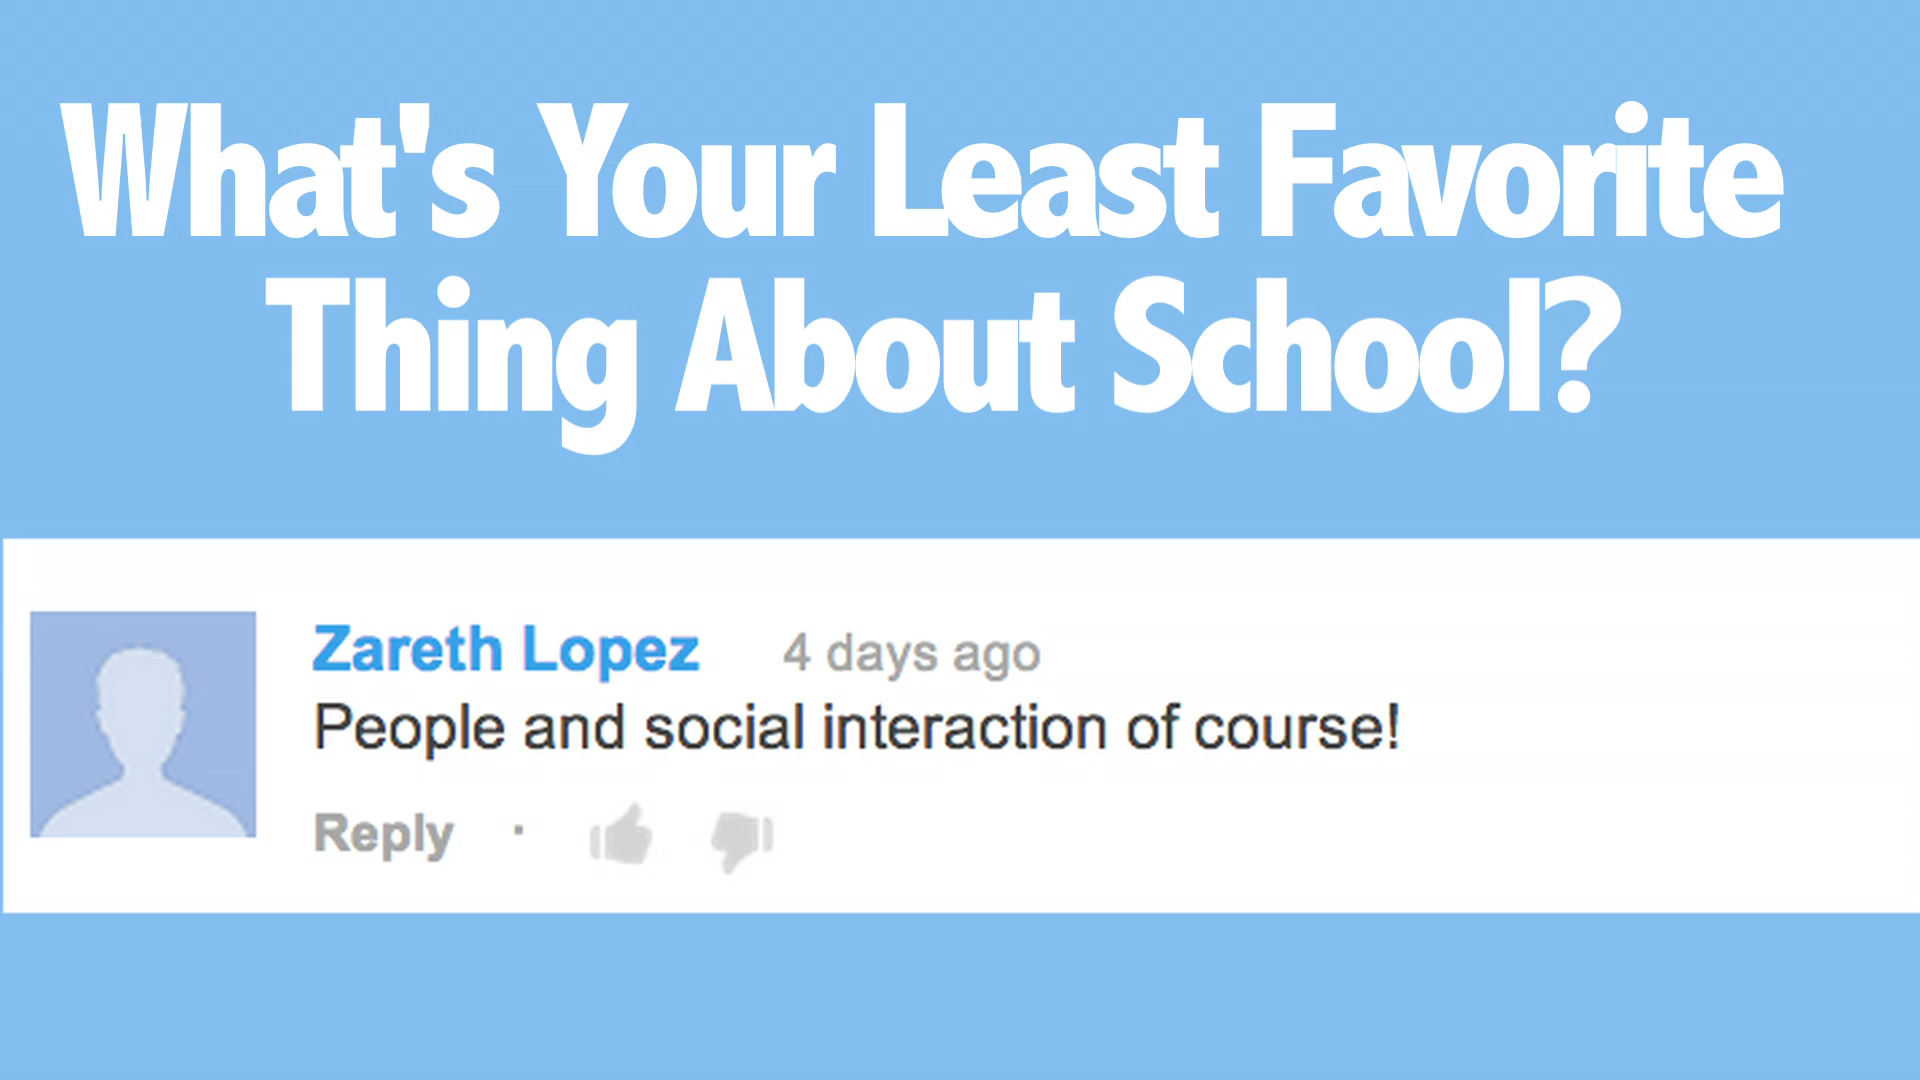 What's Your Least Favorite
Thing About School?
Zareth Lopez 4 days ago
People and social interaction of course!
Reply ·